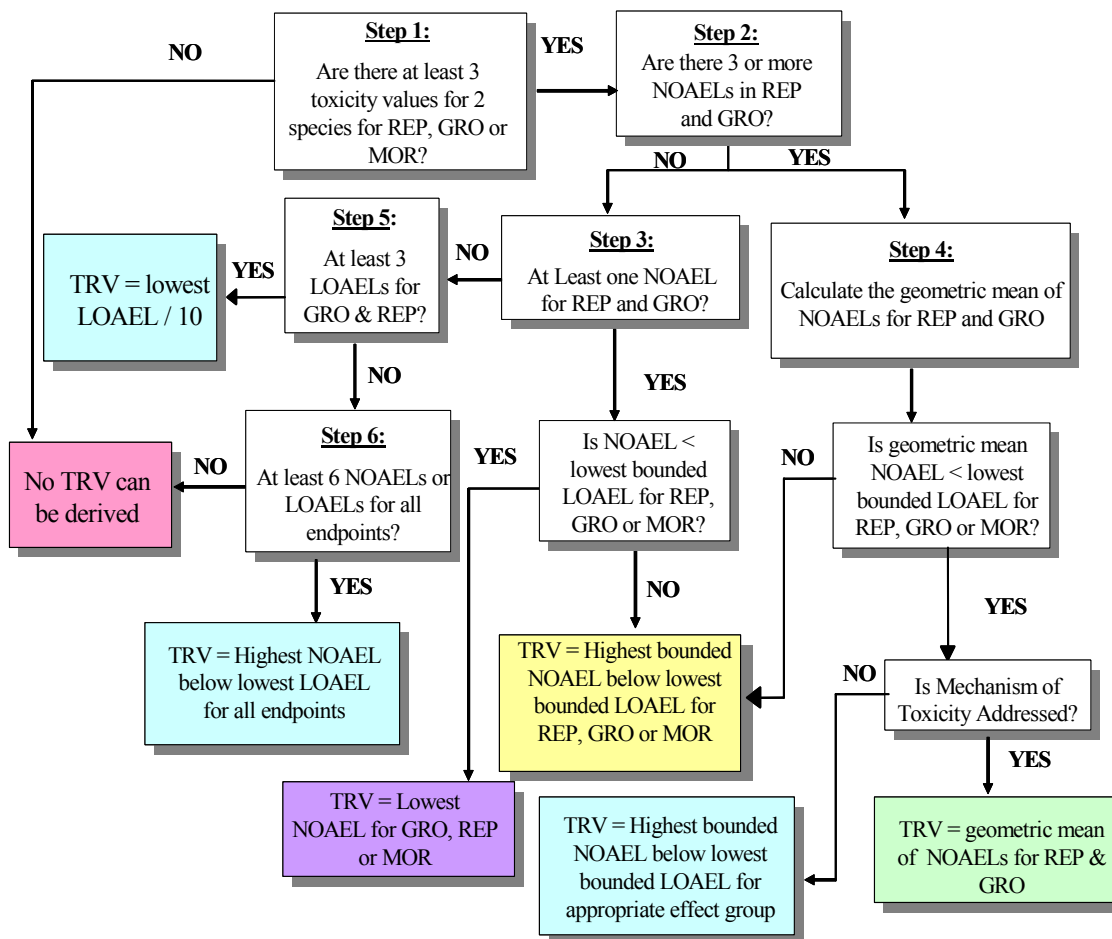 Step 1:
Are there at least 3
toxicity values for 2
species for REP, GRO or
MOR?
NO
YES
Step 2:
Are there 3 or more
NOAELs in REP
and GRO?
NO
YES
Step 5:
At least 3
LOAELs for
GRO & REP?
NO
Step 3:
At Least one NOAEL
for REP and GRO?
Step 4:
Calculate the geometric mean of
NOAELs for REP and GRO
YES
TRV = lowest
LOAEL / 10
NO
YES
Step 6:
At least 6 NOAELs or
LOAELs for all
endpoints?
NO
No TRV can
be derived
YES
Is NOAEL <
lowest bounded
LOAEL for REP,
GRO or MOR?
NO
Is geometric mean
NOAEL < lowest
bounded LOAEL for
REP, GRO or MOR?
YES
NO
YES
TRV = Highest NOAEL
below lowest LOAEL
for all endpoints
TRV = Highest bounded
NOAEL below lowest
bounded LOAEL for
REP, GRO or MOR
NO
Is Mechanism of
Toxicity Addressed?
YES
TRV = Lowest
NOAEL for GRO, REP
or MOR
TRV = Highest bounded
NOAEL below lowest
bounded LOAEL for
appropriate effect group
TRV = geometric mean
of NOAELs for REP &
GRO